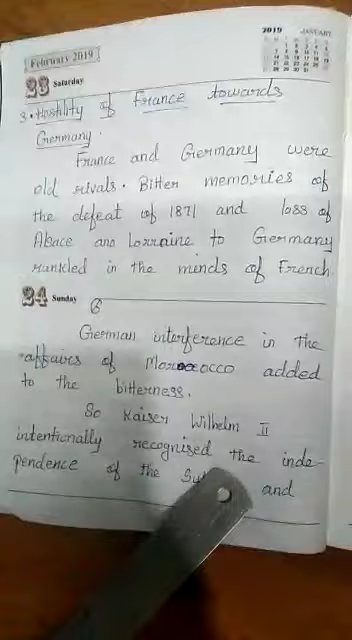 2019 JANUARY
February 2019
23 Saturday
3. Hostility of France towards
Germany.
France and Germany were
old rivals. Bitter memories of
the defeat of 1871 and loss of
Alsace and Lorraine to Germany
rankled in the minds of French.
24 Sunday
6
German interference in the
affairs of Morocco added
to the bitterness.
So Kaiser Wilhelm II
intentionally recognised the inde-
pendence of the and